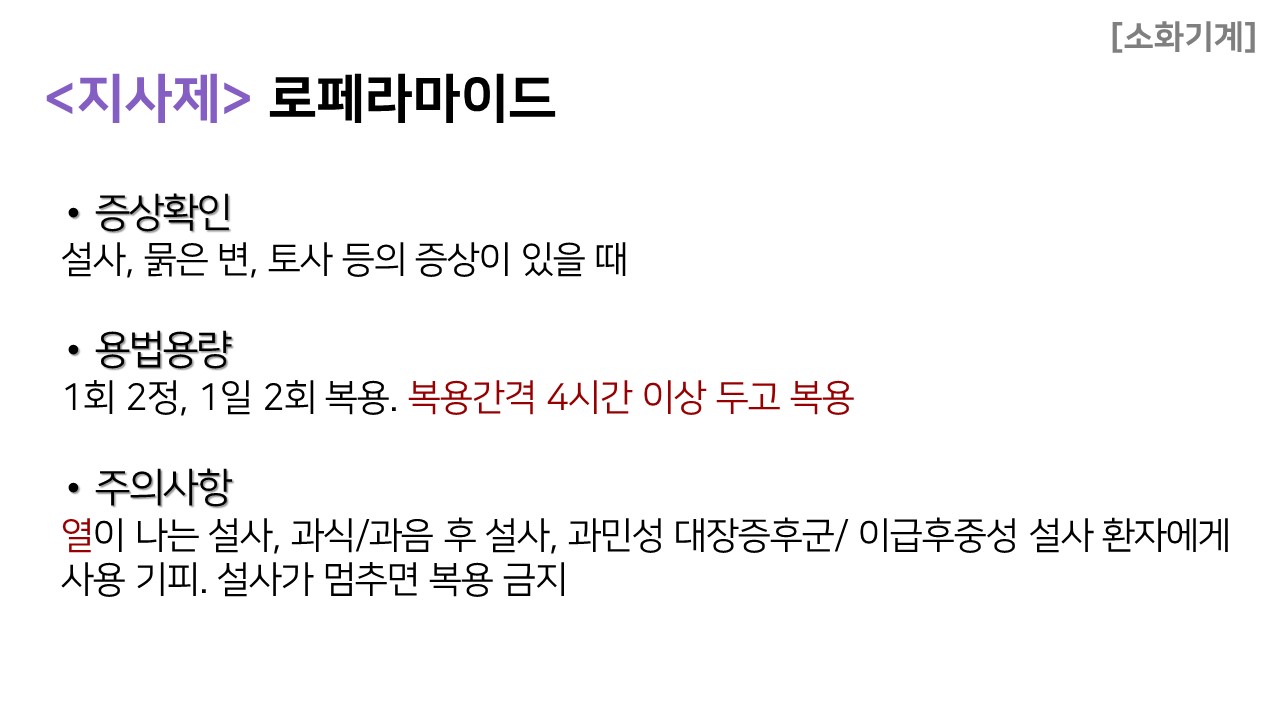 [소화기계]
<지사제> 로페라마이드
• 증상확인
설사, 묽은 변, 토사 등의 증상이 있을 때
• 용법용량
1회 2정, 1일 2회 복용. 복용간격 4시간 이상 두고 복용
• 주의사항
열이 나는 설사, 과식/과음 후 설사, 과민성 대장증후군/ 이급후중성 설사 환자에게
사용 기피. 설사가 멈추면 복용 금지